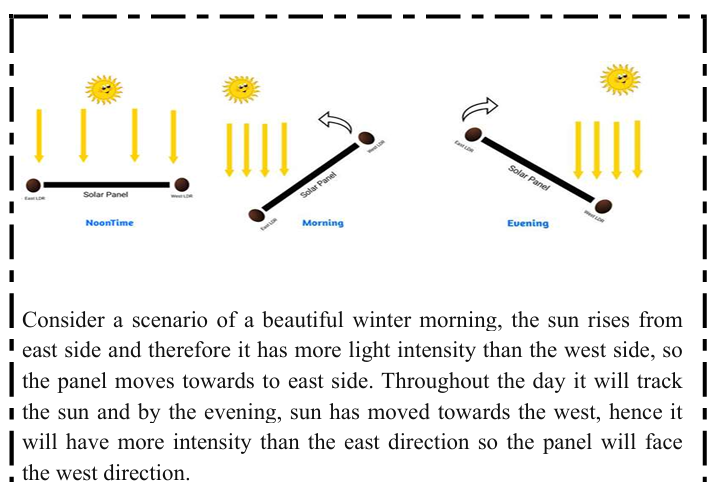 East LDR
Solar Panel
West LDR
NoonTime
West LDR
Solar Panel
East LDR
Morning
East LDR
Solar Panel
West LDR
Evening
Consider a scenario of a beautiful winter morning, the sun rises from
east side and therefore it has more light intensity than the west side, so
the panel moves towards to east side. Throughout the day it will track
the sun and by the evening, sun has moved towards the west, hence it
will have more intensity than the east direction so the panel will face
the west direction.